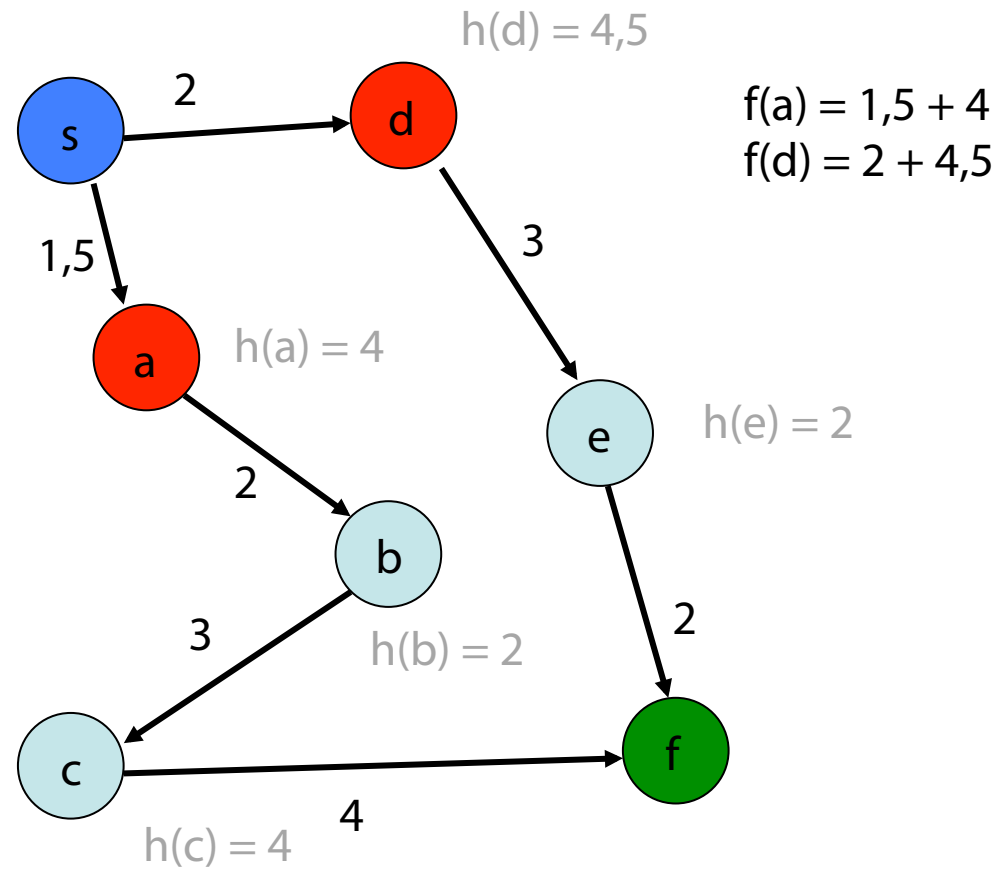 h(d) = 4,5
2
s
d
f(a) = 1,5 + 4
f(d) = 2 + 4,5
1,5
3
a
h(a) = 4
e
h(e) = 2
2
b
3
h(b) = 2
2
c
f
4
h(c) = 4